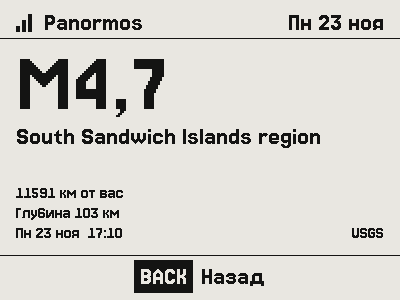 Panormos Пн 23 ноя
M4,7
South Sandwich Islands region
11591 км от вас
Глубина 103 км
Пн 23 ноя 17:10 USGS
BACK Назад